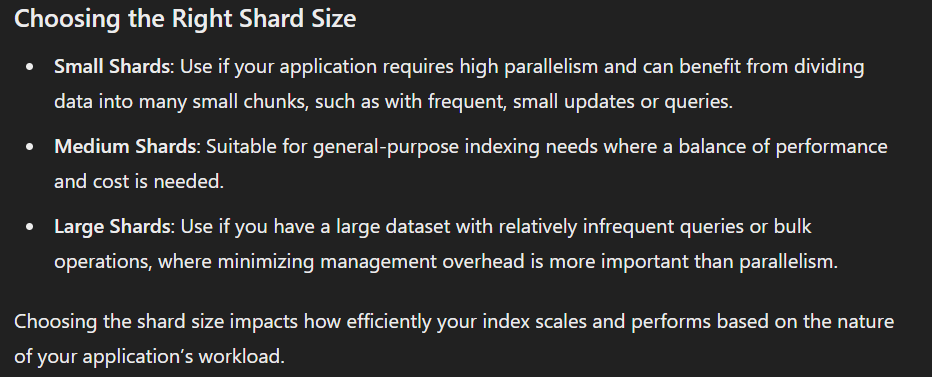 Choosing the Right Shard Size
• Small Shards: Use if your application requires high parallelism and can benefit from dividing
data into many small chunks, such as with frequent, small updates or queries.
• Medium Shards: Suitable for general-purpose indexing needs where a balance of performance
and cost is needed.
• Large Shards: Use if you have a large dataset with relatively infrequent queries or bulk
operations, where minimizing management overhead is more important than parallelism.
Choosing the shard size impacts how efficiently your index scales and performs based on the nature
of your application’s workload.